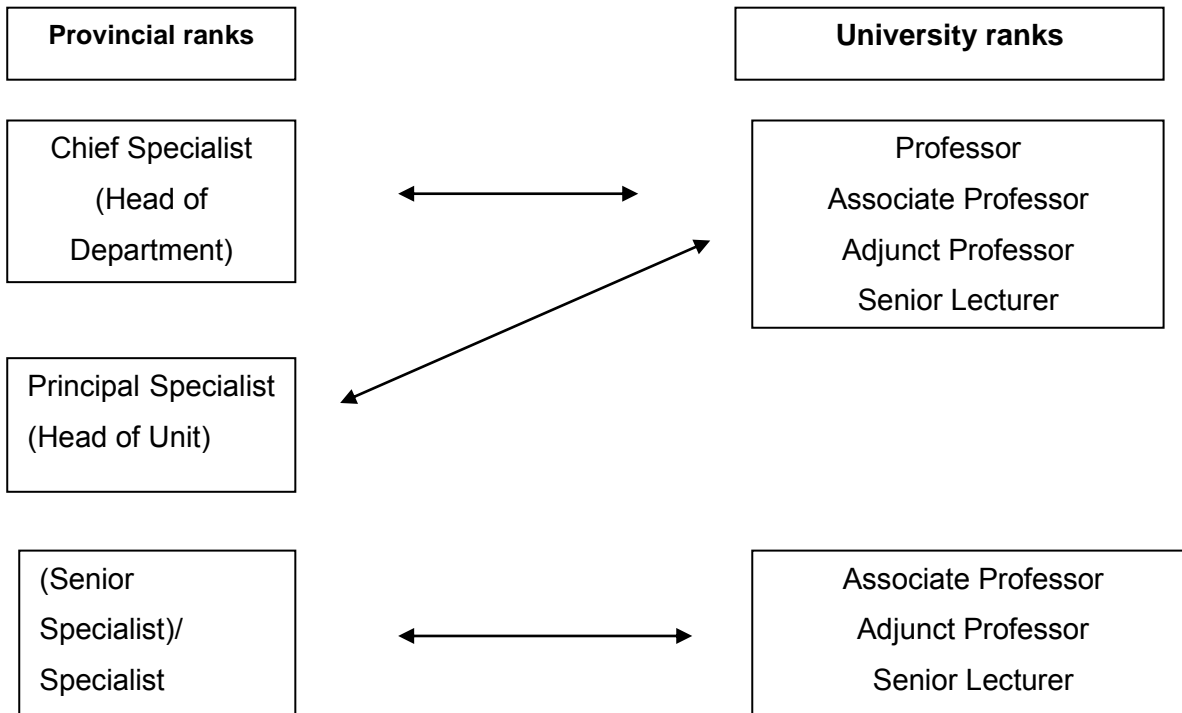 Provincial ranks
University ranks
Chief Specialist
(Head of
Department)
Professor
Associate Professor
Adjunct Professor
Senior Lecturer
Principal Specialist
(Head of Unit)
(Senior
Specialist)/
Specialist
Associate Professor
Adjunct Professor
Senior Lecturer